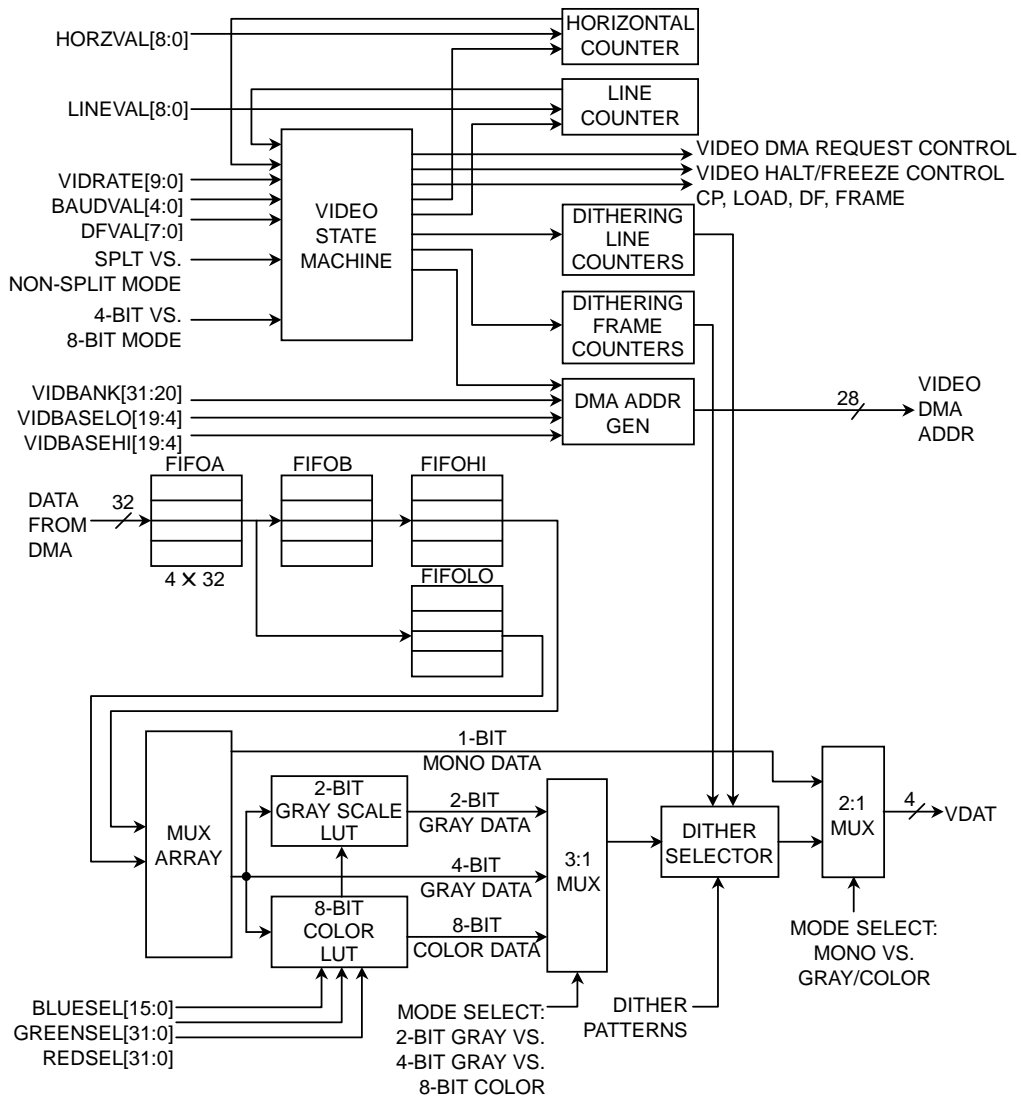 HORZVAL[8:0]
HORIZONTAL
COUNTER
LINEVAL[8:0]
LINE
COUNTER
VIDRATE[9:0]
BAUDVAL[4:0]
DFVAL[7:0]
SPLT VS.
NON-SPLIT MODE
4-BIT VS.
8-BIT MODE
VIDEO
STATE
MACHINE
VIDEO DMA REQUEST CONTROL
VIDEO HALT/FREEZE CONTROL
CP, LOAD, DF, FRAME
DITHERING
LINE
COUNTERS
DITHERING
FRAME
COUNTERS
VIDBANK[31:20]
VIDBASELO[19:4]
VIDBASEHI[19:4]
DMA ADDR
GEN
28
VIDEO
DMA
ADDR
FIFOA
FIFOB
FIFOHI
DATA
FROM
DMA
32
4 X 32
FIFOLO
MUX
ARRAY
1-BIT
MONO DATA
2-BIT
GRAY SCALE
LUT
2-BIT
GRAY DATA
4-BIT
GRAY DATA
8-BIT
COLOR
LUT
8-BIT
COLOR DATA
3:1
MUX
DITHER
SELECTOR
2:1
MUX
4
VDAT
BLUESEL[15:0]
GREENSEL[31:0]
REDSEL[31:0]
MODE SELECT:
2-BIT GRAY VS.
4-BIT GRAY VS.
8-BIT COLOR
DITHER
PATTERNS
MODE SELECT:
MONO VS.
GRAY/COLOR